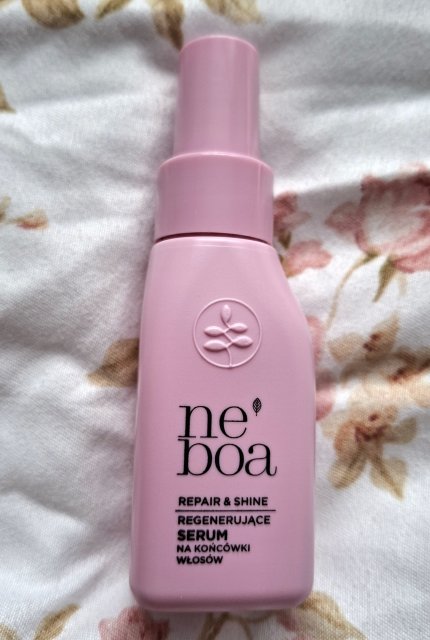 ne'
boa
REPAIR & SHINE
REGENERUJĄCE
SERUM
NA KOŃCÓWKI
WŁOSÓW